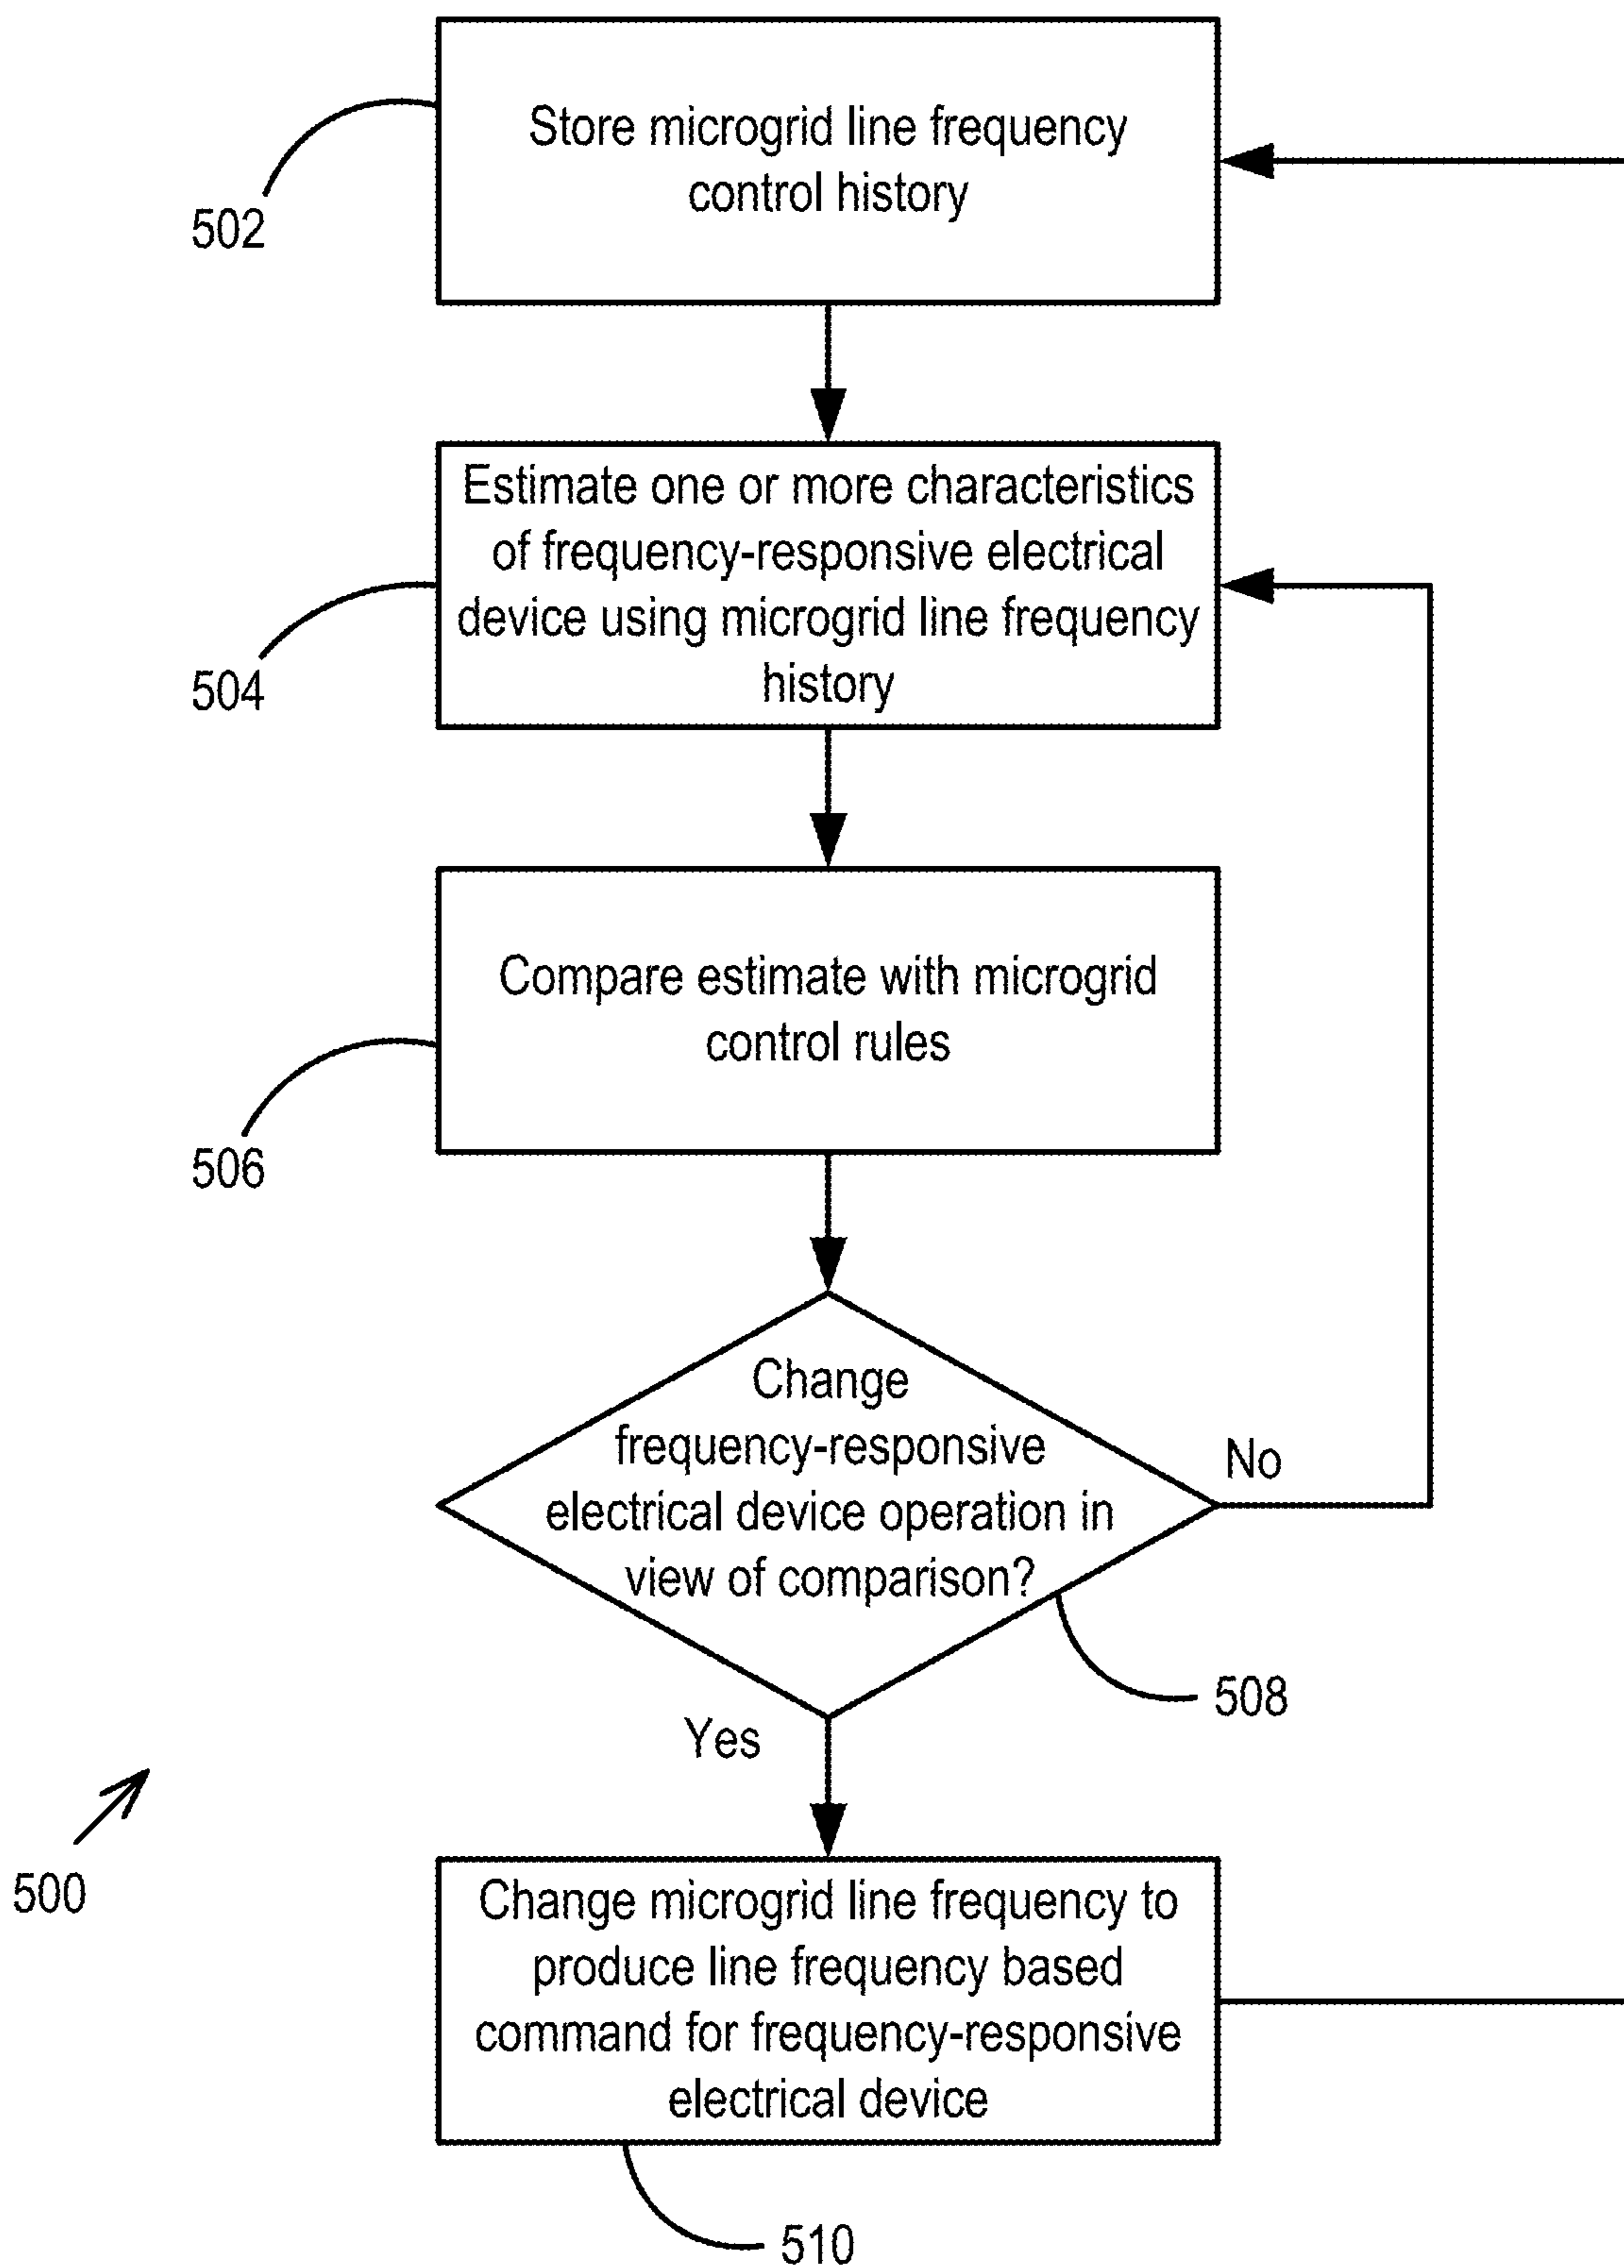 Store microgrid line frequency
control history
502
Estimate one or more characteristics
of frequency-responsive electrical
device using microgrid line frequency
history
504
Compare estimate with microgrid
control rules
506
Change
frequency-responsive
electrical device operation in
view of comparison?
No
508
Yes
500
Change microgrid line frequency to
produce line frequency based
command for frequency-responsive
electrical device
510